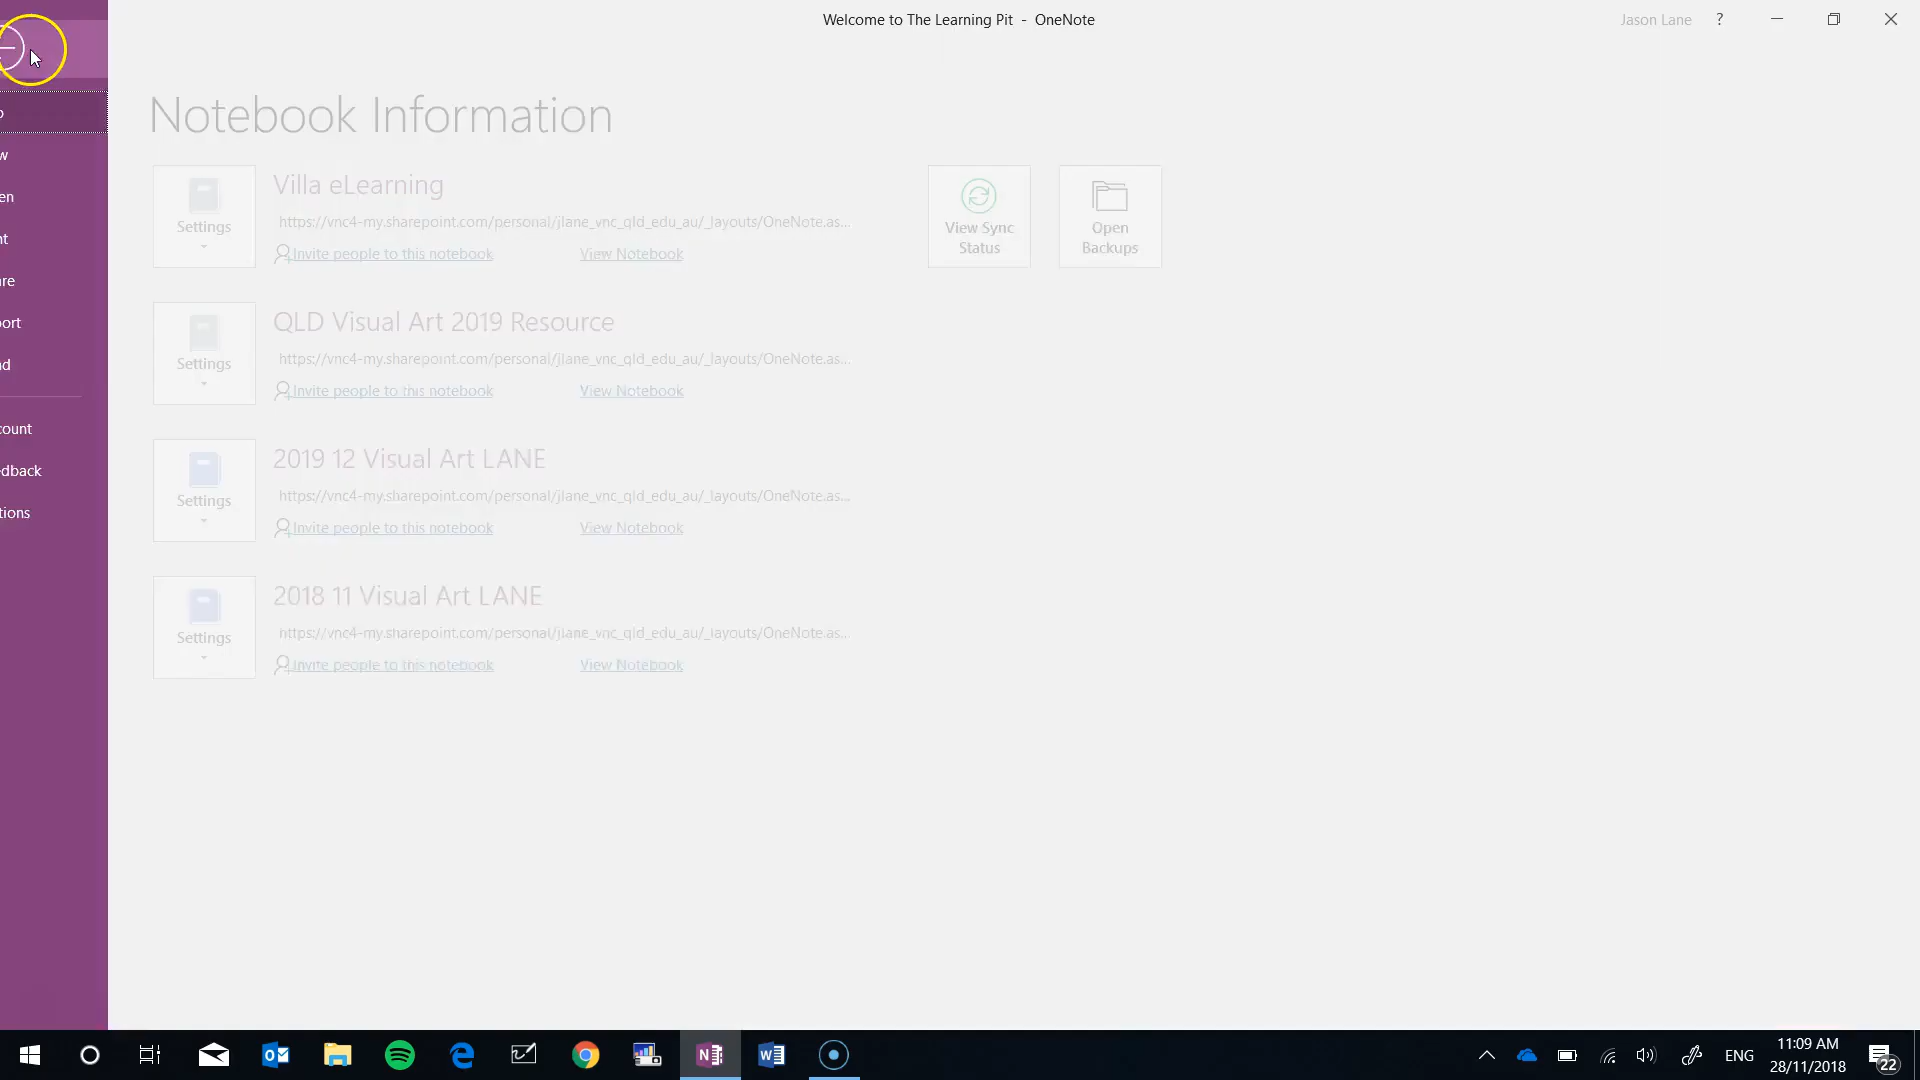 Welcome to The Learning Pit - OneNote
Jason Lane ?
Notebook Information
o
w
en
nt
are
port
nd
count
edback
tions
Settings
Villa eLearning
https://vnc4-my.sharepoint.com/personal/jlane_vnc_qld_edu_au/_layouts/OneNote.as...
Invite people to this notebook
View Notebook
View Sync
Status
Open
Backups
Settings
QLD Visual Art 2019 Resource
https://vnc4-my.sharepoint.com/personal/jlane_vnc_qld_edu_au/_layouts/OneNote.as...
Invite people to this notebook
View Notebook
Settings
2019 12 Visual Art LANE
https://vnc4-my.sharepoint.com/personal/jlane_vnc_qld_edu_au/_layouts/OneNote.as...
Invite people to this notebook
View Notebook
Settings
2018 11 Visual Art LANE
https://vnc4-my.sharepoint.com/personal/jlane_vnc_qld_edu_au/_layouts/OneNote.as...
Invite people to this notebook
View Notebook
ENG
11:09 AM
28/11/2018
22